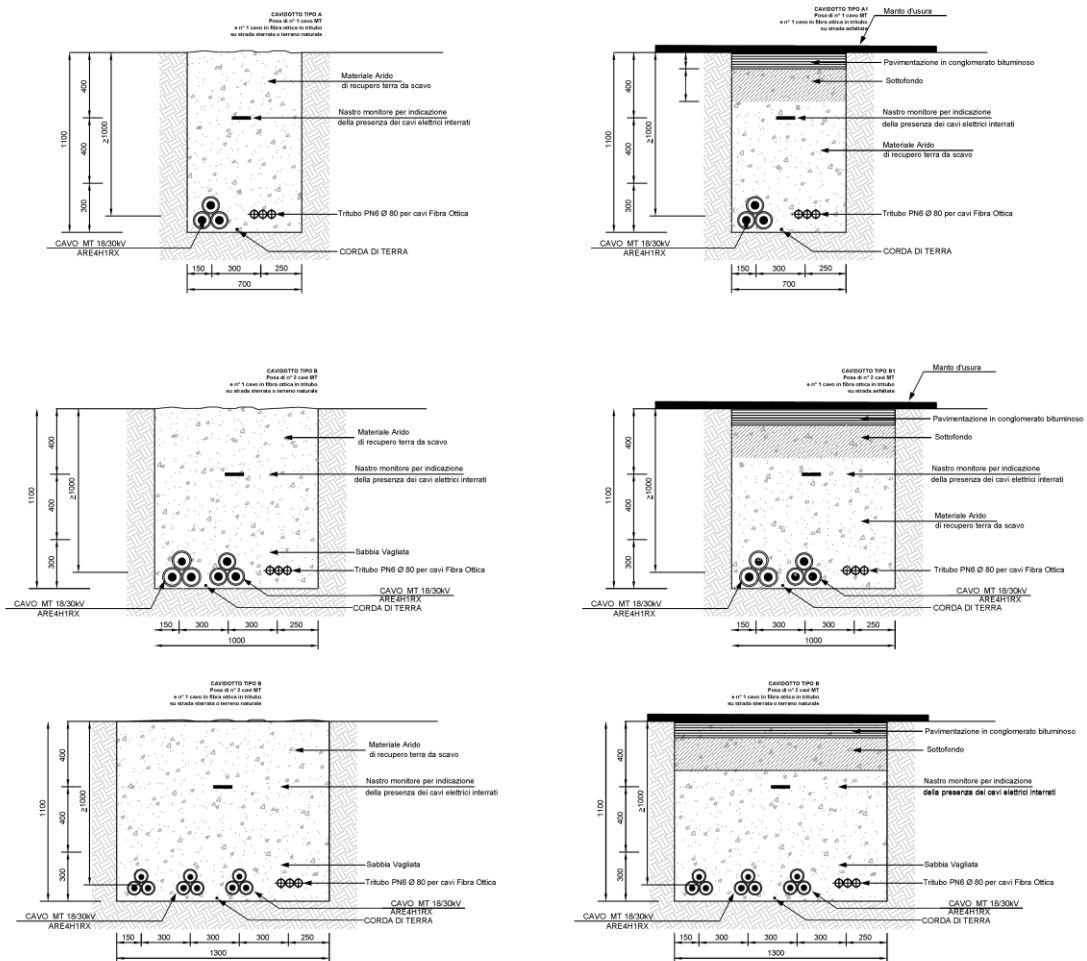 CAVIDOTTO TIPO A
Posa di n° 1 cavo MT
e n° 1 cavo in fibra ottica in tritubo
su strada sterrata o terreno naturale
400
400
300
1100
≥1000
Materiale Arido
di recupero terra da scavo
Nastro monitore per indicazione
della presenza dei cavi elettrici interrati
Tritubo PN6 Ø 80 per cavi Fibra Ottica
CAVO MT 18/30kV
ARE4H1RX
CORDA DI TERRA
150 300 250
700
CAVIDOTTO TIPO A1
Posa di n° 1 cavo MT
e n° 1 cavo in fibra ottica in tritubo
su strada asfaltata
Manto d'usura
400
400
300
1100
≥1000
Pavimentazione in conglomerato bituminoso
Sottofondo
Nastro monitore per indicazione
della presenza dei cavi elettrici interrati
Materiale Arido
di recupero terra da scavo
Tritubo PN6 Ø 80 per cavi Fibra Ottica
CAVO MT 18/30kV
ARE4H1RX
CORDA DI TERRA
150 300 250
700
CAVIDOTTO TIPO B
Posa di n° 2 cavi MT
e n° 1 cavo in fibra ottica in tritubo
su strada sterrata o terreno naturale
400
400
300
1100
≥1000
Materiale Arido
di recupero terra da scavo
Nastro monitore per indicazione
della presenza dei cavi elettrici interrati
Sabbia Vagliata
Tritubo PN6 Ø 80 per cavi Fibra Ottica
CAVO MT 18/30kV
ARE4H1RX
CAVO MT 18/30kV
ARE4H1RX
CORDA DI TERRA
150 300 300 250
1000
CAVIDOTTO TIPO B1
Posa di n° 2 cavi MT
e n° 1 cavo in fibra ottica in tritubo
su strada asfaltata
Manto d'usura
400
400
300
1100
≥1000
Pavimentazione in conglomerato bituminoso
Sottofondo
Nastro monitore per indicazione
della presenza dei cavi elettrici interrati
Materiale Arido
di recupero terra da scavo
Tritubo PN6 Ø 80 per cavi Fibra Ottica
CAVO MT 18/30kV
ARE4H1RX
CAVO MT 18/30kV
ARE4H1RX
CORDA DI TERRA
150 300 300 250
1000
CAVIDOTTO TIPO B
Posa di n° 2 cavi MT
e n° 1 cavo in fibra ottica in tritubo
su strada sterrata o terreno naturale
400
400
300
1100
≥1000
Materiale Arido
di recupero terra da scavo
Nastro monitore per indicazione
della presenza dei cavi elettrici interrati
Sabbia Vagliata
Tritubo PN6 Ø 80 per cavi Fibra Ottica
CAVO MT 18/30kV
ARE4H1RX
CAVO MT 18/30kV
ARE4H1RX
CORDA DI TERRA
150 300 300 300 250
1300
CAVIDOTTO TIPO B
Posa di n° 2 cavi MT
e n° 1 cavo in fibra ottica in tritubo
su strada sterrata o terreno naturale
400
400
300
1100
≥1000
Pavimentazione in conglomerato bituminoso
Sottofondo
Nastro monitore per indicazione
della presenza dei cavi elettrici interrati
Sabbia Vagliata
Tritubo PN6 Ø 80 per cavi Fibra Ottica
CAVO MT 18/30kV
ARE4H1RX
CAVO MT 18/30kV
ARE4H1RX
CORDA DI TERRA
150 300 300 300 250
1300